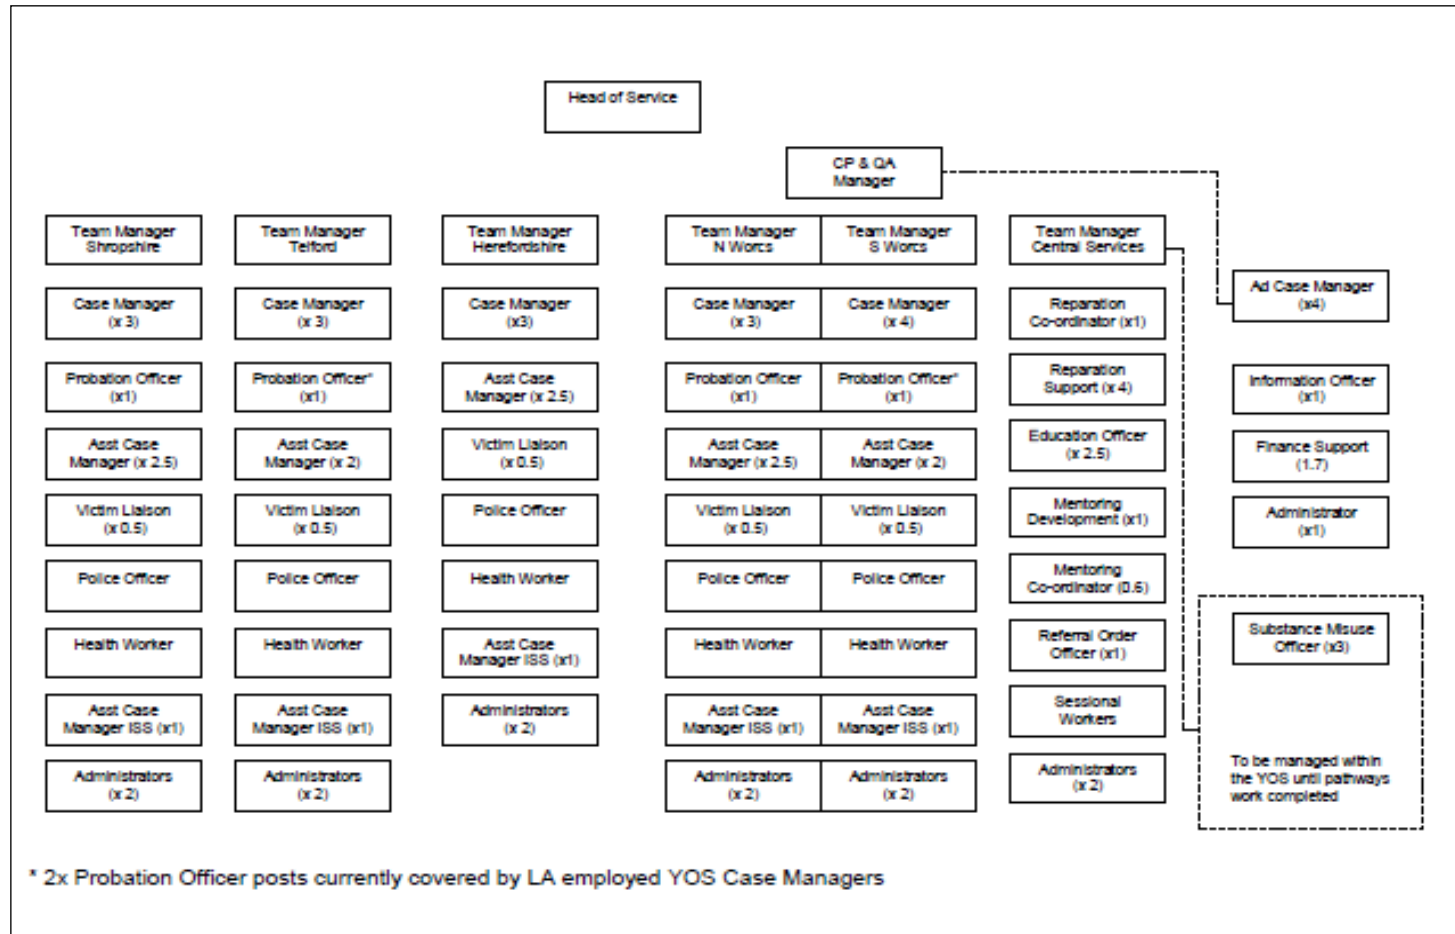 Head of Service
CP & QA
Manager
Team Manager
Shropshire
Case Manager
(x 3)
Probation Officer
(x1)
Asst Case
Manager (x 2.5)
Victim Liaison
(x 0.5)
Police Officer
Health Worker
Asst Case
Manager ISS (x1)
Administrators
(x 2)
Team Manager
Telford
Case Manager
(x 3)
Probation Officer*
(x1)
Asst Case
Manager (x 2)
Victim Liaison
(x 0.5)
Police Officer
Health Worker
Asst Case
Manager ISS (x1)
Administrators
(x 2)
Team Manager
Herefordshire
Case Manager
(x3)
Asst Case
Manager (x 2.5)
Victim Liaison
(x 0.5)
Police Officer
Health Worker
Asst Case
Manager ISS (x1)
Administrators
(x 2)
Team Manager
N Worcs
Case Manager
(x 3)
Probation Officer
(x1)
Asst Case
Manager (x 2.5)
Victim Liaison
(x 0.5)
Police Officer
Health Worker
Asst Case
Manager ISS (x1)
Administrators
(x 2)
Team Manager
S Worcs
Case Manager
(x 4)
Probation Officer*
(x1)
Asst Case
Manager (x 2)
Victim Liaison
(x 0.5)
Police Officer
Health Worker
Asst Case
Manager ISS (x1)
Administrators
(x 2)
Team Manager
Central Services
Reparation
Co-ordinator (x1)
Reparation
Support (x 4)
Education Officer
(x 2.5)
Mentoring
Development (x1)
Mentoring
Co-ordinator (0.6)
Referral Order
Officer (x1)
Sessional
Workers
Administrators
(x 2)
Ad Case Manager
(x4)
Information Officer
(x1)
Finance Support
(1.7)
Administrator
(x1)
Substance Misuse
Officer (x3)
To be managed within
the YOS until pathways
work completed
* 2x Probation Officer posts currently covered by LA employed YOS Case Managers